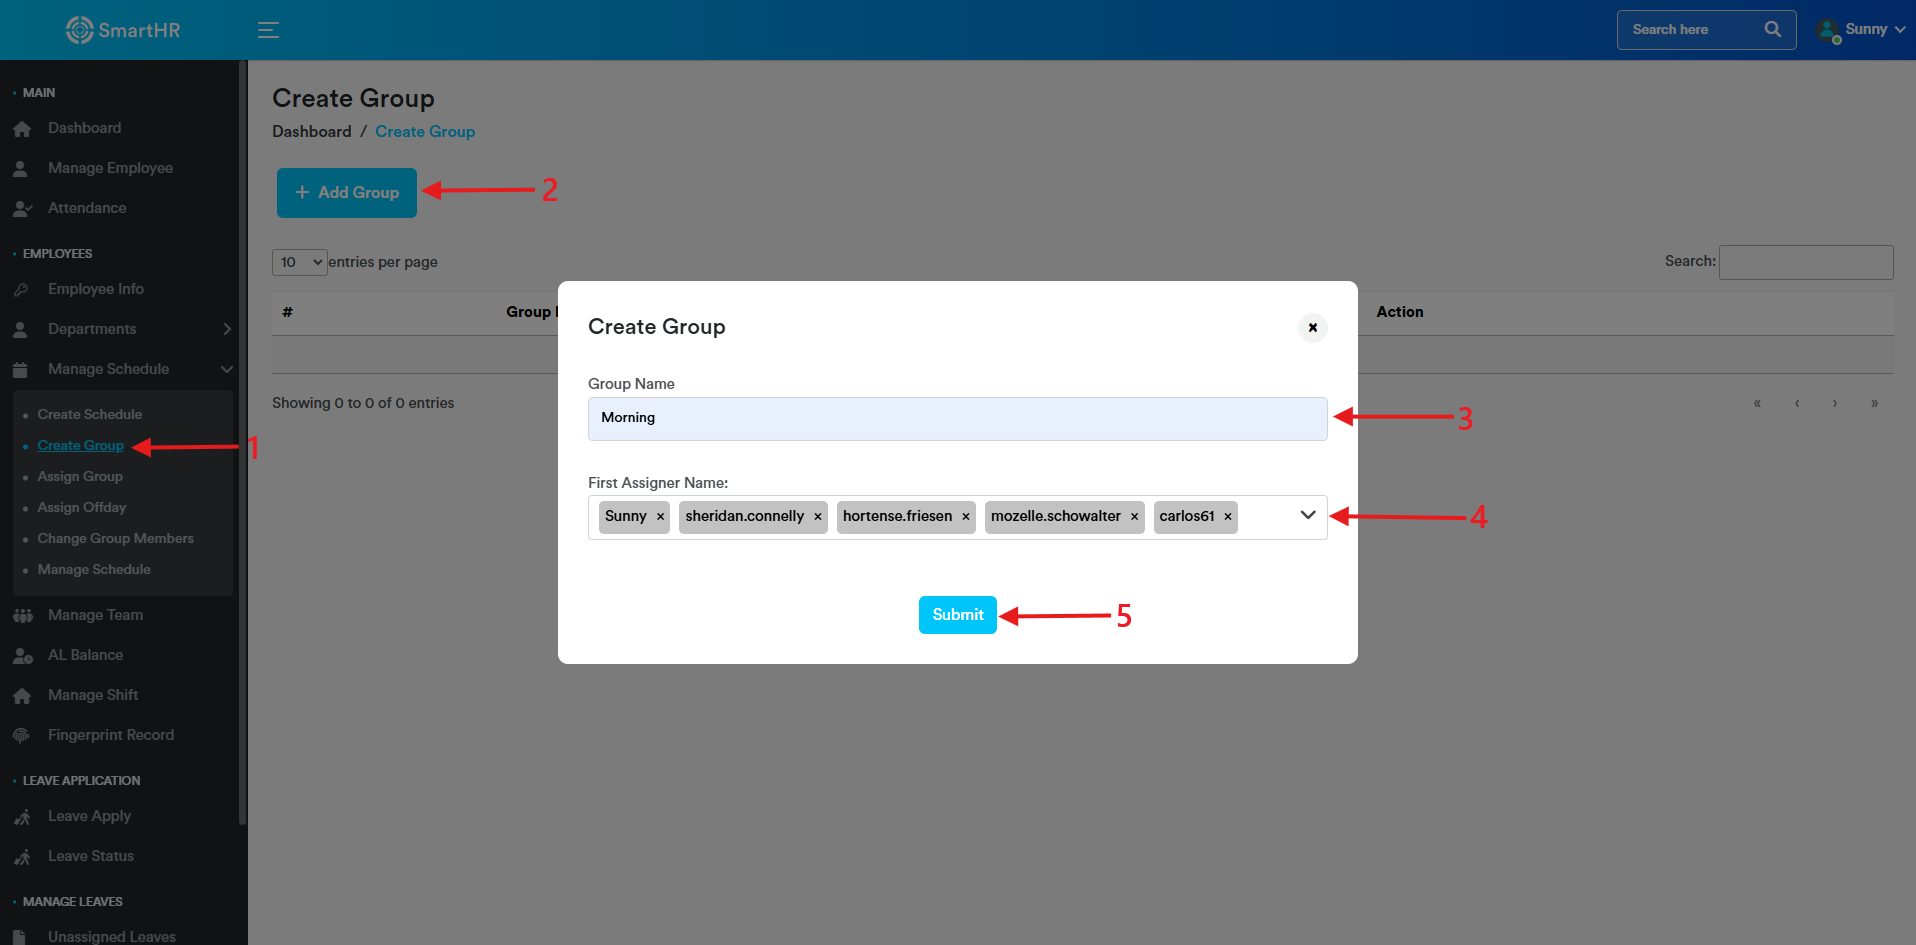 SmartHR
Search here
Sunny
MAIN
Dashboard
Manage Employee
Attendance
EMPLOYEES
Employee Info
Departments
Manage Schedule
Create Schedule
Create Group
1
Assign Group
Assign Offday
Change Group Members
Manage Schedule
Manage Team
AL Balance
Manage Shift
Fingerprint Record
LEAVE APPLICATION
Leave Apply
Leave Status
MANAGE LEAVES
Unassigned Leaves
Create Group
Dashboard / Create Group
+ Add Group
2
10 entries per page
Search:
# Group Action
Showing 0 to 0 of 0 entries
« ‹ › »
Create Group
×
Group Name
Morning
3
First Assigner Name:
Sunny × sheridan.connelly × hortense.friesen × mozelle.schowalter × carlos61 ×
4
Submit
5